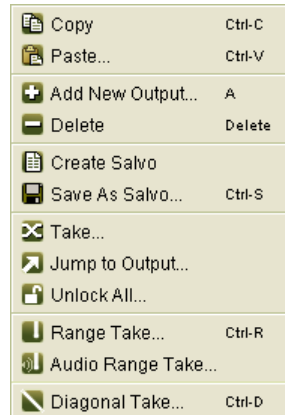 Copy Ctrl-C
Paste... Ctrl-V
Add New Output... A
Delete Delete
Create Salvo
Save As Salvo... Ctrl-S
Take...
Jump to Output...
Unlock All...
Range Take... Ctrl-R
Audio Range Take...
Diagonal Take... Ctrl-D